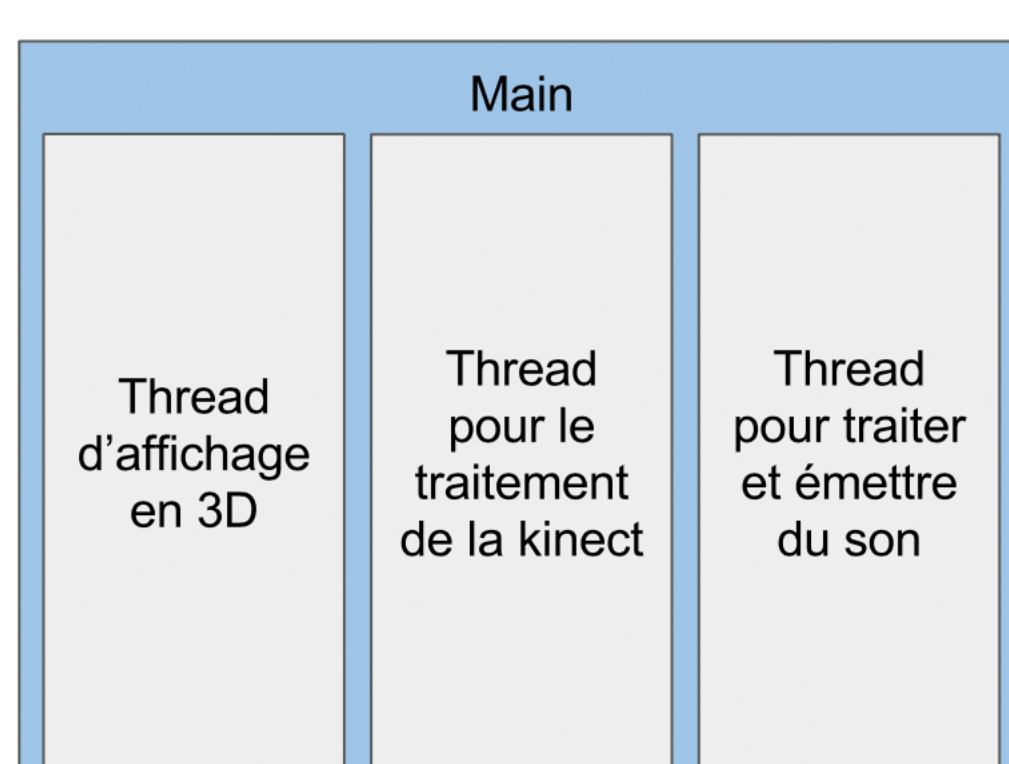 Main
Thread
d’affichage
en 3D
Thread
pour le
traitement
de la kinect
Thread
pour traiter
et émettre
du son